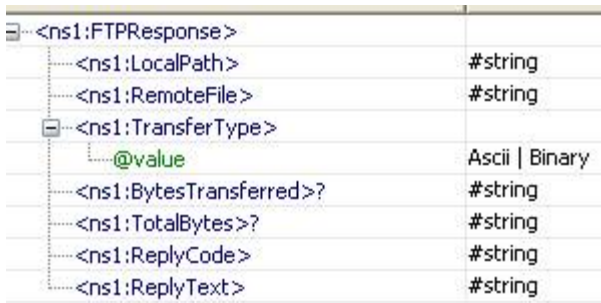 <ns1:FTPResponse>
<ns1:LocalPath> #string
<ns1:RemoteFile> #string
<ns1:TransferType>
@value Ascii | Binary
<ns1:BytesTransferred>? #string
<ns1:TotalBytes>? #string
<ns1:ReplyCode> #string
<ns1:ReplyText> #string